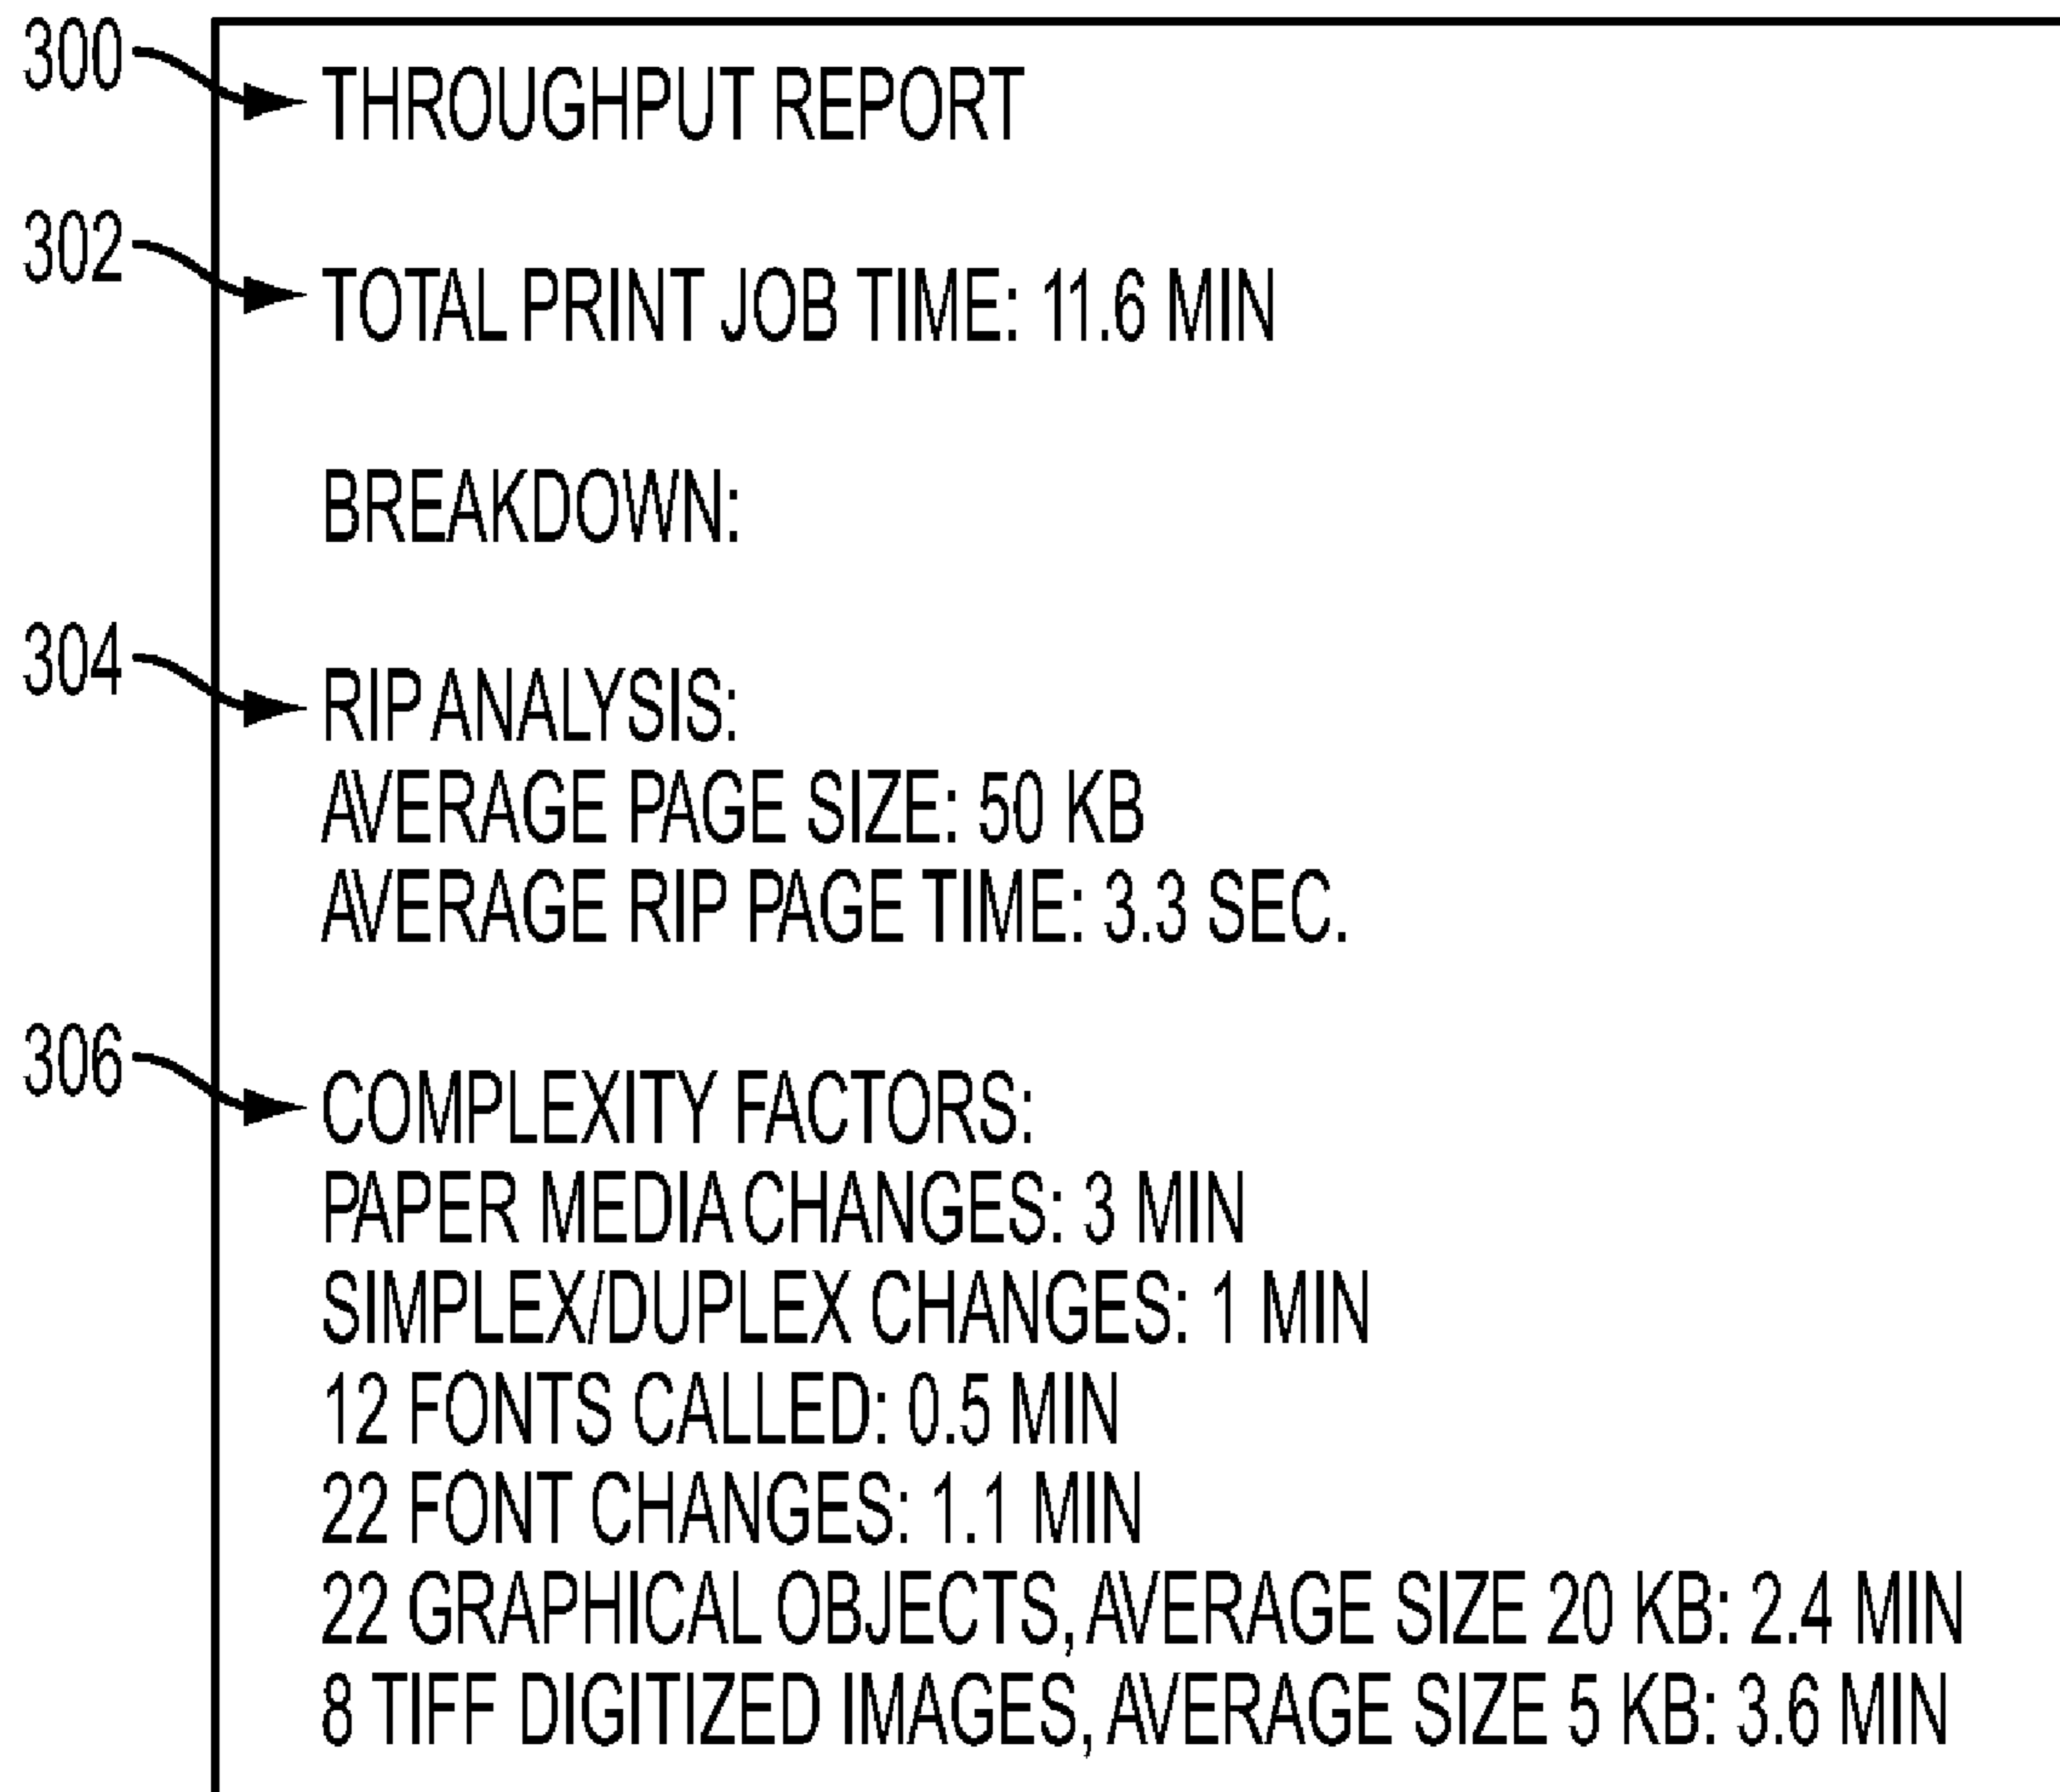 300 THROUGHPUT REPORT
302 TOTAL PRINT JOB TIME: 11.6 MIN
BREAKDOWN:
304 RIP ANALYSIS:
AVERAGE PAGE SIZE: 50 KB
AVERAGE RIP PAGE TIME: 3.3 SEC.
306 COMPLEXITY FACTORS:
PAPER MEDIA CHANGES: 3 MIN
SIMPLEX/DUPLEX CHANGES: 1 MIN
12 FONTS CALLED: 0.5 MIN
22 FONT CHANGES: 1.1 MIN
22 GRAPHICAL OBJECTS, AVERAGE SIZE 20 KB: 2.4 MIN
8 TIFF DIGITIZED IMAGES, AVERAGE SIZE 5 KB: 3.6 MIN